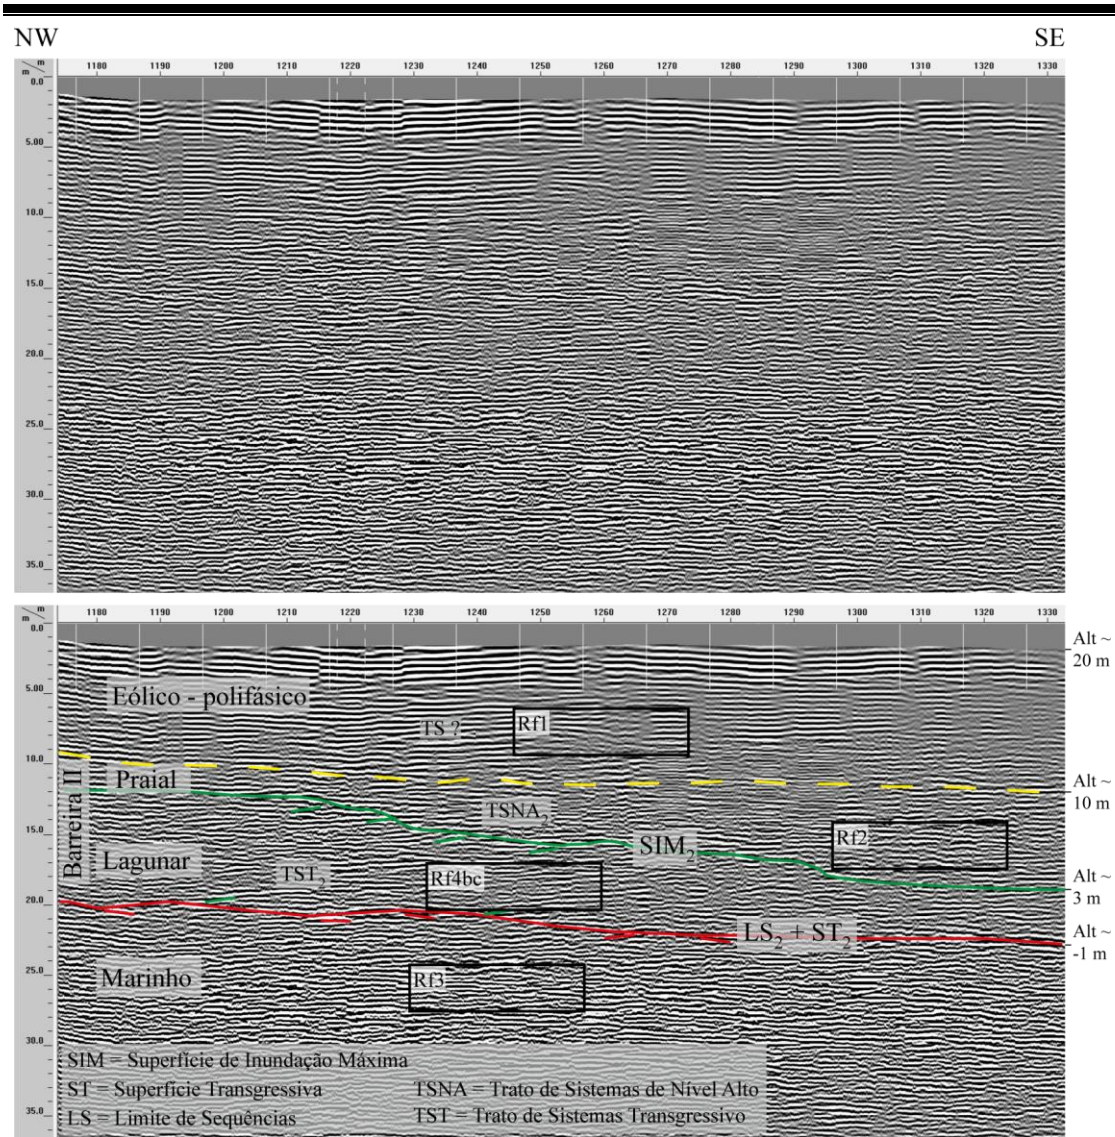 NW SE
m
m
1180 1190 1200 1210 1220 1230 1240 1250 1260 1270 1280 1290 1300 1310 1320 1330
0.0
5.00
10.0
15.0
20.0
25.0
30.0
35.0
m
m
1180 1190 1200 1210 1220 1230 1240 1250 1260 1270 1280 1290 1300 1310 1320 1330
0.0
Alt ~
20 m
5.00
Eólico - polifásico
TS ?
Rf1
10.0
Alt ~
10 m
Praial
Barreira II
TSNA₂
15.0
Rf2
SIM₂
Lagunar
TST₂
Rf4bc
Alt ~
3 m
20.0
LS₂ + ST₂
Alt ~
-1 m
25.0
Marinho
Rf3
30.0
SIM = Superfície de Inundação Máxima
ST = Superfície Transgressiva TSNA = Trato de Sistemas de Nível Alto
LS = Limite de Sequências TST = Trato de Sistemas Transgressivo
35.0